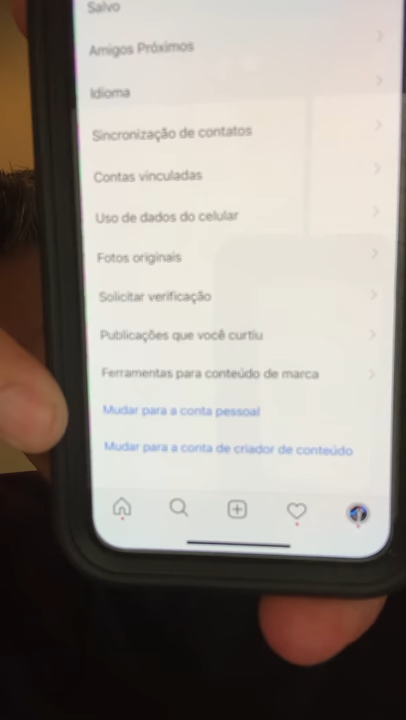 Salvo
Amigos Próximos
Idioma
Sincronização de contatos
Contas vinculadas
Uso de dados do celular
Fotos originais
Solicitar verificação
Publicações que você curtiu
Ferramentas para conteúdo de marca
Mudar para a conta pessoal
Mudar para a conta de criador de conteúdo